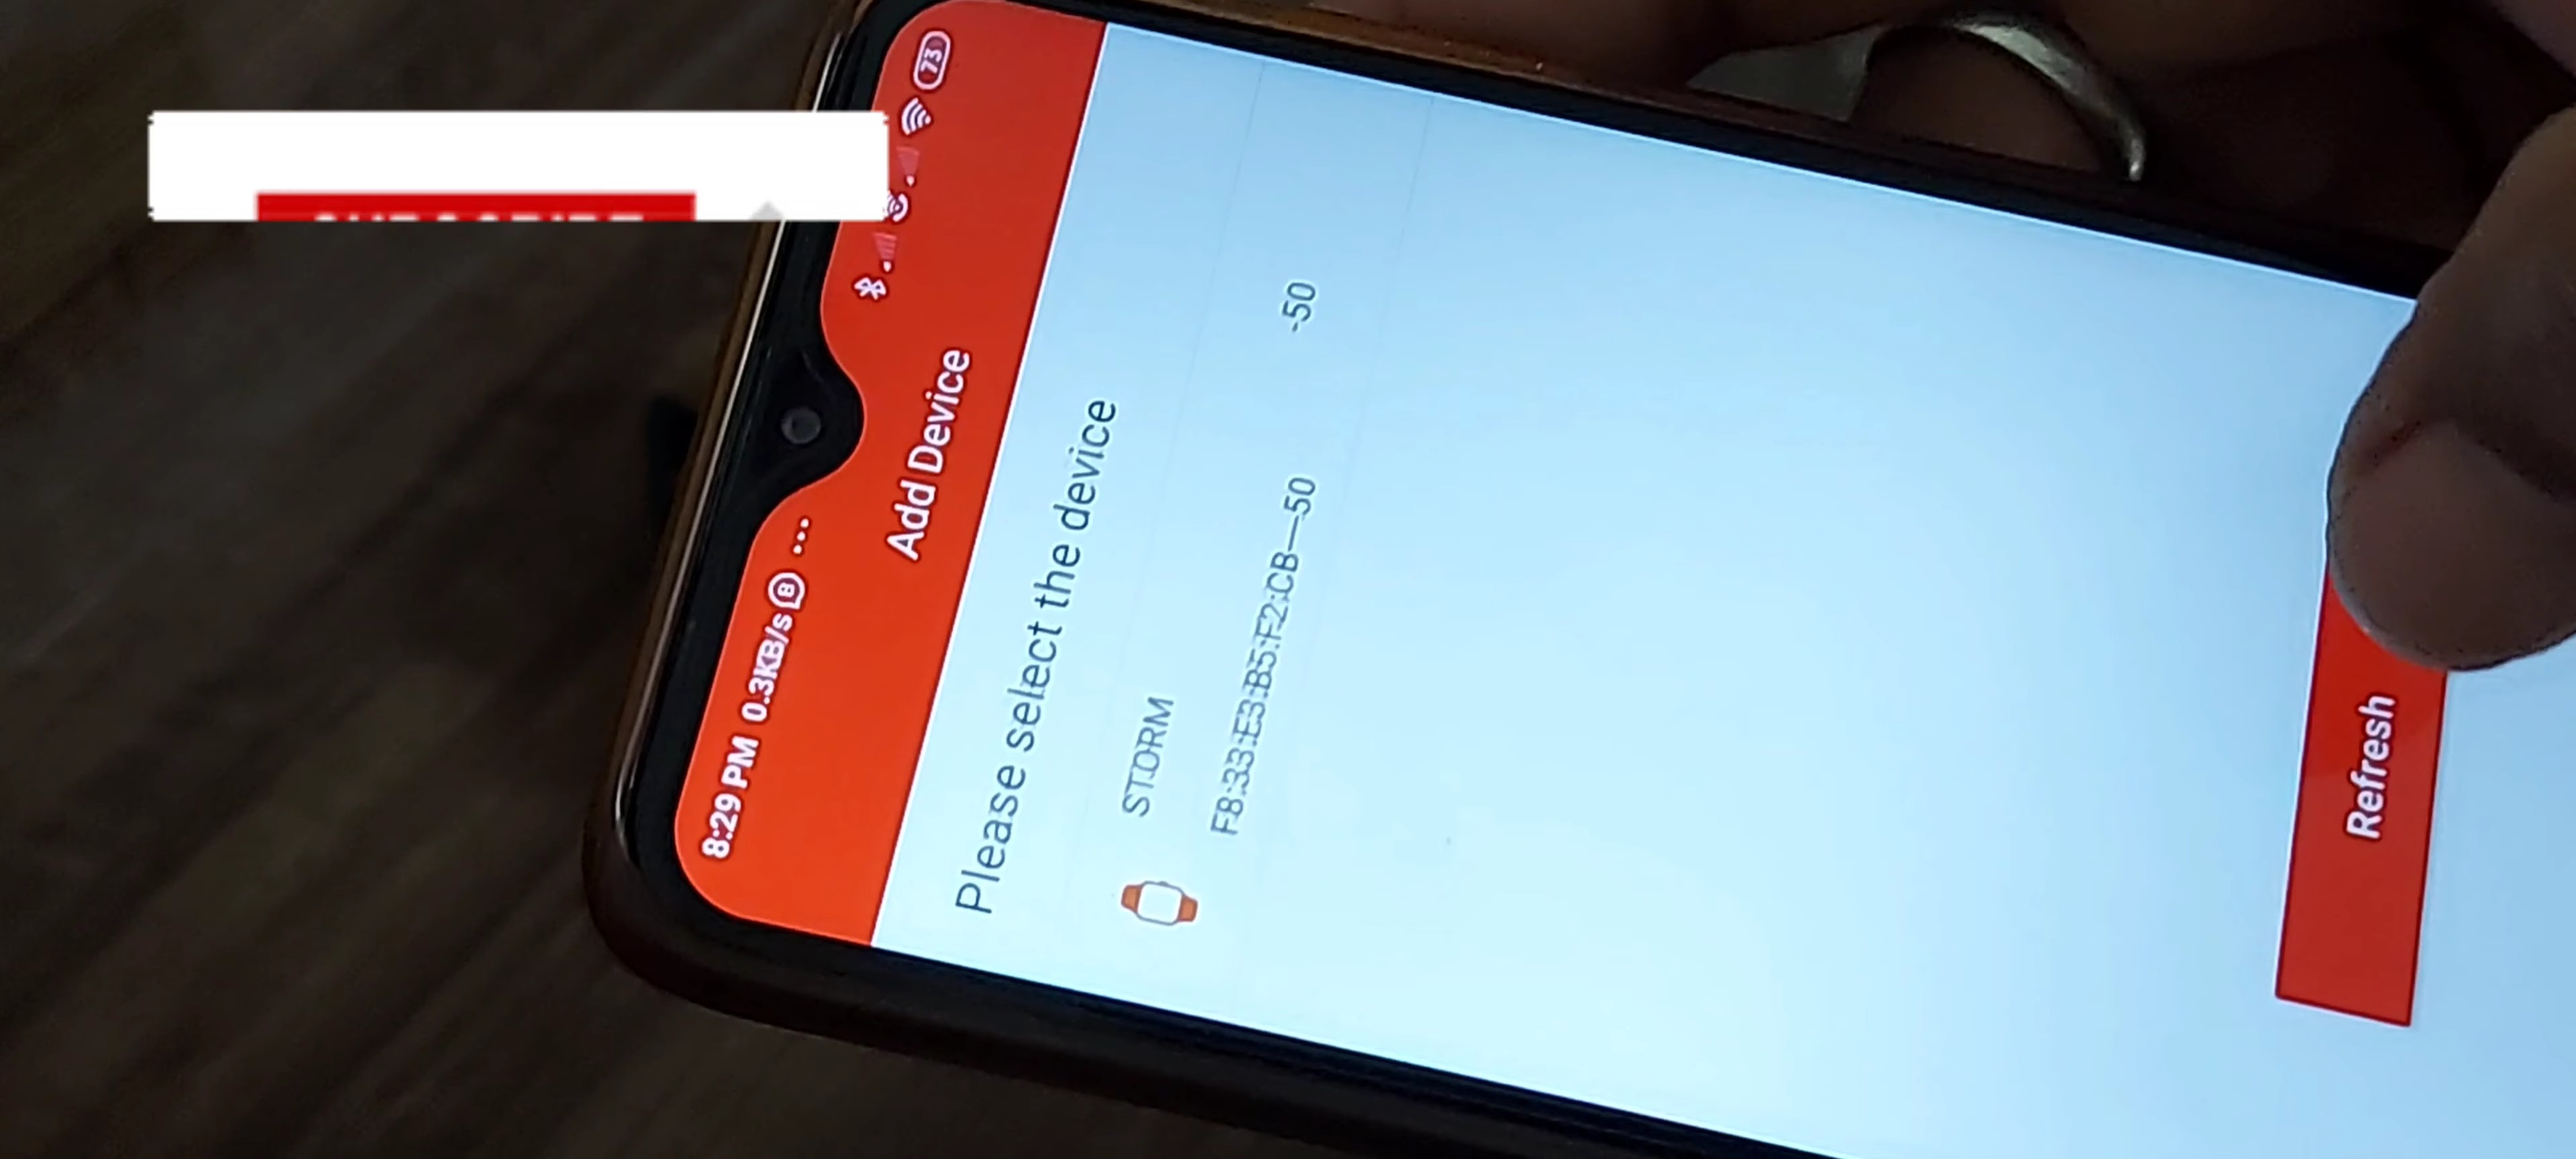 8:29 PM 0.3KB/s B ... 73
Add Device
Please select the device
STORM
FB:33:E3:B5:F2:CB—-50 -50
Refresh